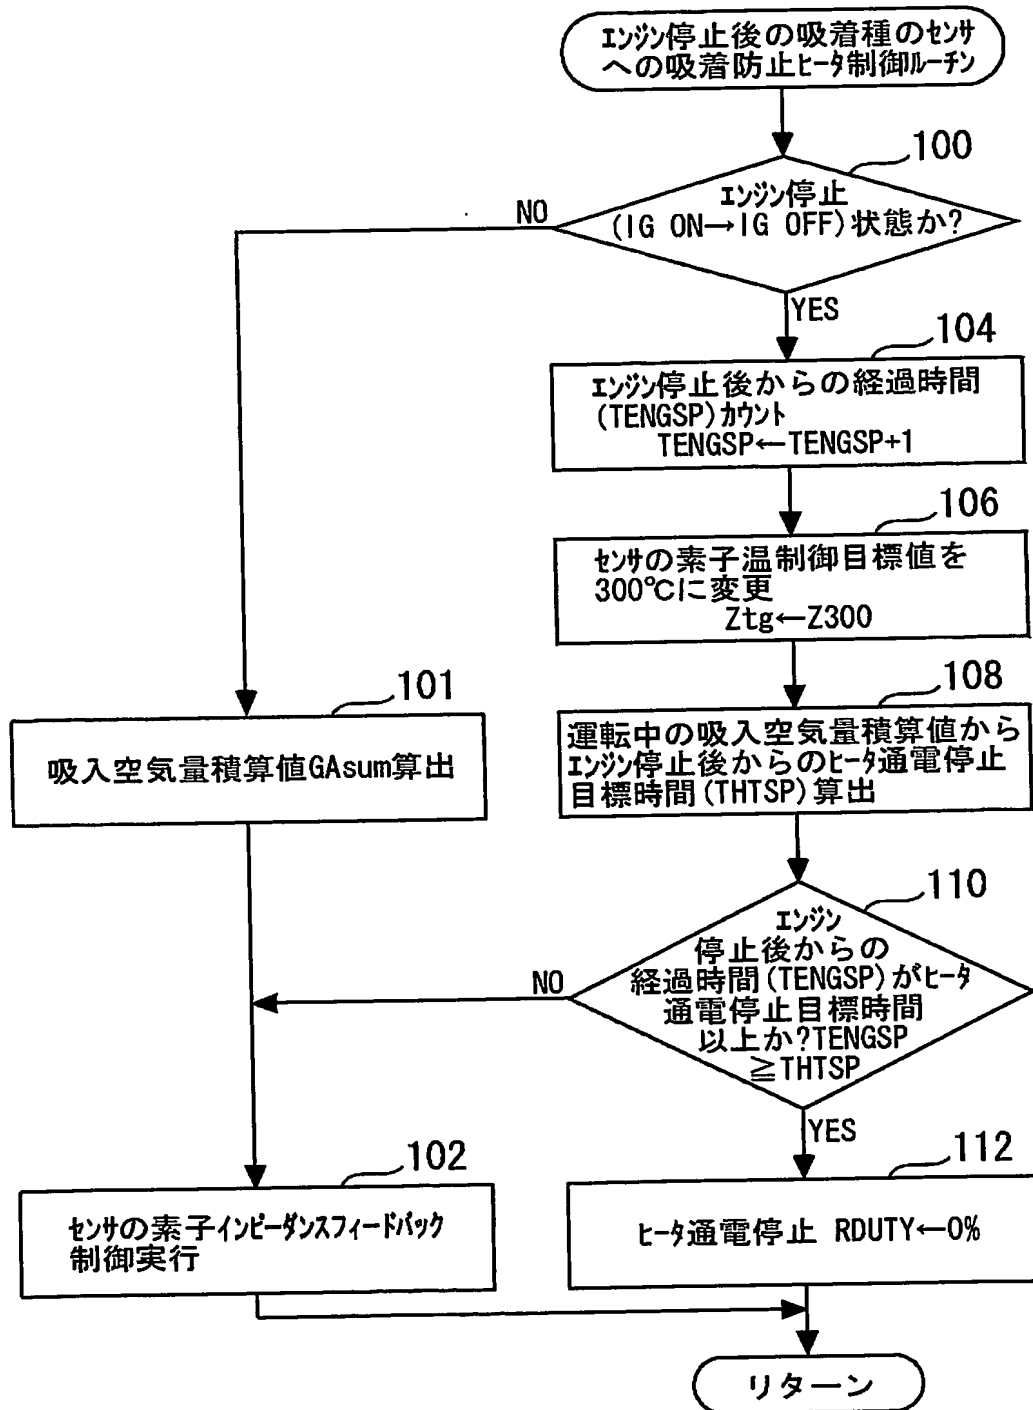 エンジン停止後の吸着種のセンサ
への吸着防止ヒータ制御ルーチン
100
エンジン停止
(IG ON→IG OFF)状態か?
NO
YES
104
エンジン停止後からの経過時間
(TENGSP)カウント
TENGSP←TENGSP+1
106
センサの素子温制御目標値を
300℃に変更
Ztg←Z300
101
吸入空気量積算値GAsum算出
108
運転中の吸入空気量積算値から
エンジン停止後からのヒータ通電停止
目標時間(THTSP)算出
110
エンジン
停止後からの
経過時間(TENGSP)がヒータ
通電停止目標時間
以上か?TENGSP
≧THTSP
NO
YES
102
センサの素子インピーダンスフィードバック
制御実行
112
ヒータ通電停止 RDUTY←0%
リターン